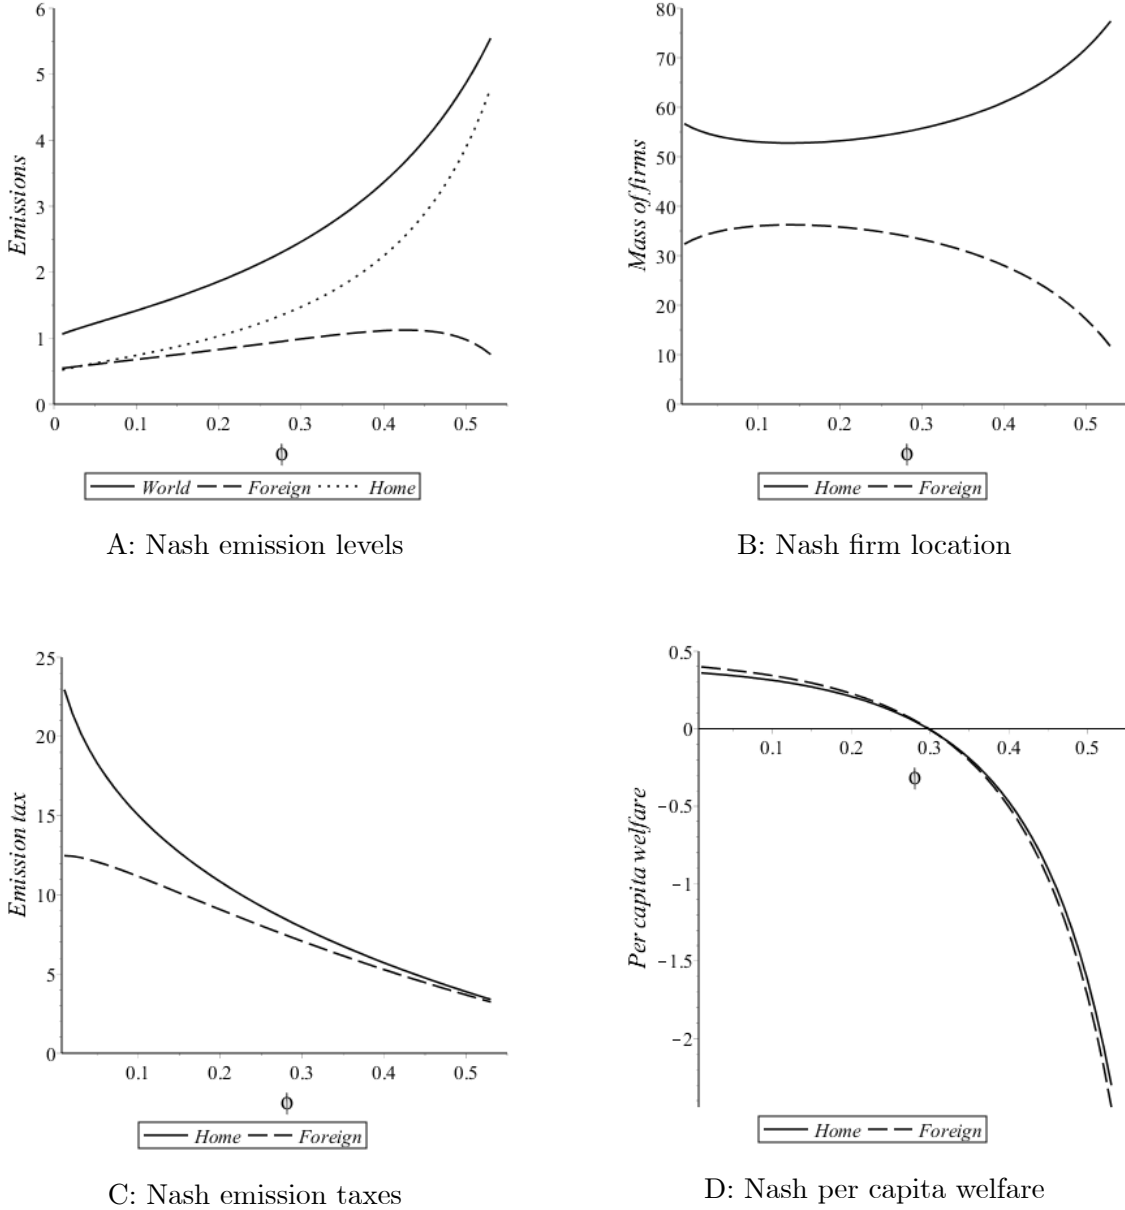 6
5
4
3
2
1
0
Emissions
0 0.1 0.2 0.3 0.4 0.5
ϕ
World Foreign Home
A: Nash emission levels
80
70
60
50
40
30
20
10
0
Mass of firms
0.1 0.2 0.3 0.4 0.5
ϕ
Home Foreign
B: Nash firm location
25
20
15
10
5
0
Emission tax
0.1 0.2 0.3 0.4 0.5
ϕ
Home Foreign
C: Nash emission taxes
0.5
0
-0.5
-1
-1.5
-2
Per capita welfare
0.1 0.2 0.3 0.4 0.5
ϕ
Home Foreign
D: Nash per capita welfare